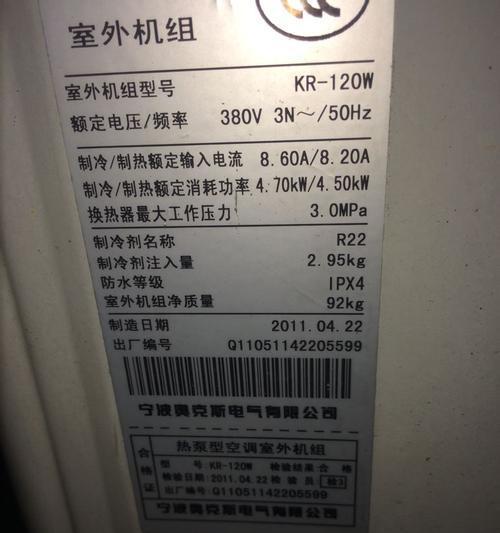 室外机组
室外机组型号 KR-120W
额定电压/频率 380V 3N～/50Hz
制冷/制热额定输入电流 8.60A/8.20A
制冷/制热额定消耗功率 4.70kW/4.50kW
换热器最大工作压力 3.0MPa
制冷剂名称 R22
制冷剂注入量 2.95kg
防水等级 IPX4
室外机组净质量 92kg
制造日期 2011.04.22
出厂编号 Q11051142205599
宁波奥克斯电气有限公司
合格证
热泵型空调室外机组
型 号:KR-120W 检验结果:合 格
检验日期:2011.04.22 检 验 员:检3
出厂编号:Q11051142205599
宁波奥克斯电气有限公司